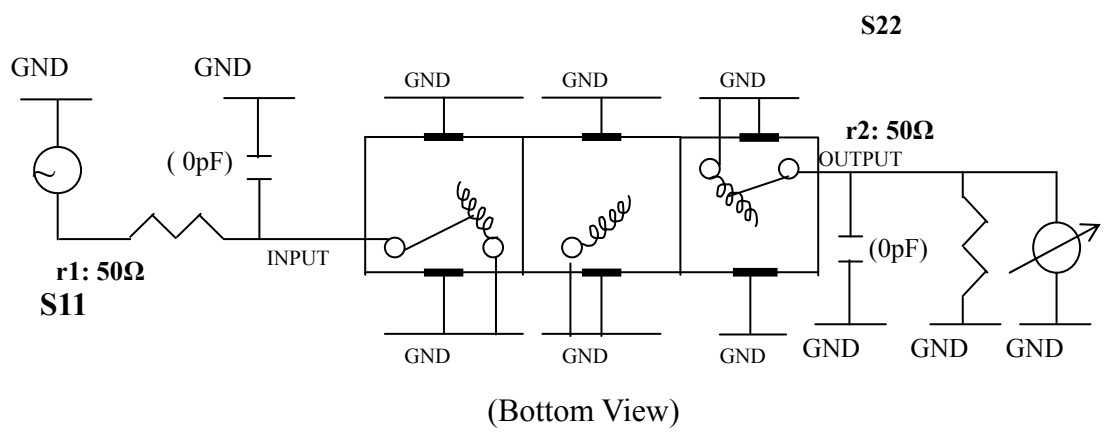 S22
GND
GND
GND
GND
GND
r2: 50Ω
( 0pF)
OUTPUT
INPUT
(0pF)
r1: 50Ω
S11
GND
GND
GND
GND
GND
GND
(Bottom View)